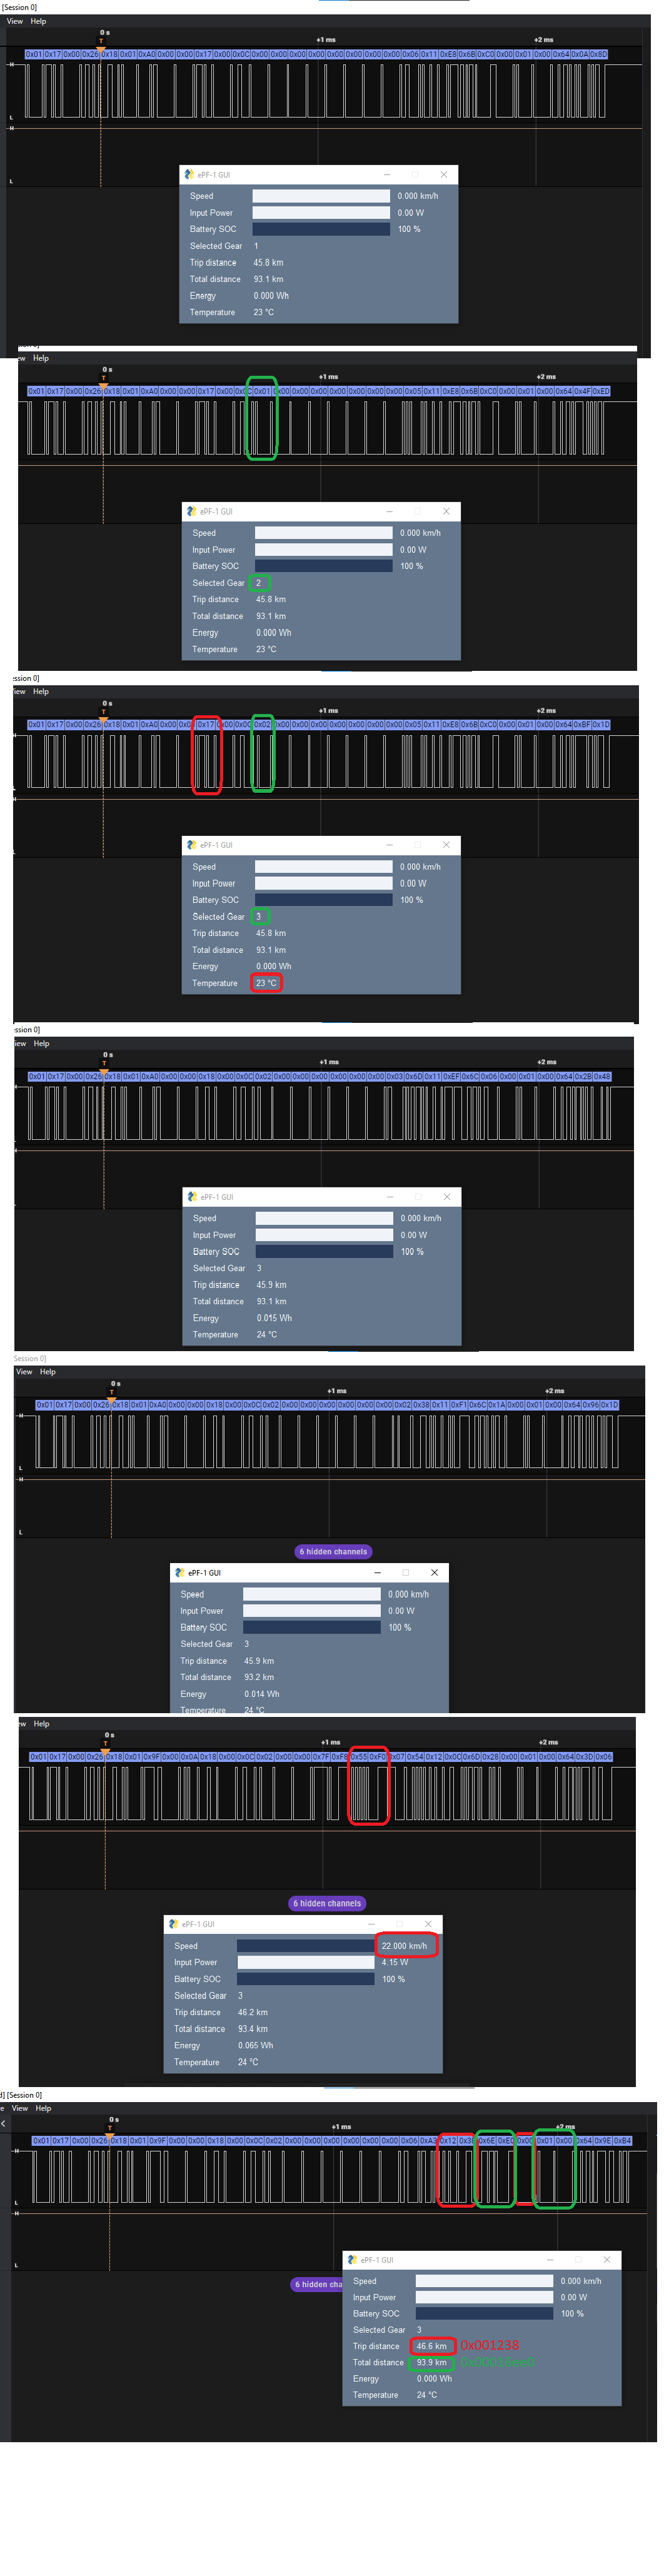 [Session 0]
View Help
0 s
T
+1 ms
+2 ms
0x01 0x17 0x00 0x26 0x18 0x01 0xA0 0x00 0x00 0x17 0x00 0x0C 0x00 0x00 0x00 0x00 0x00 0x00 0x00 0x06 0x11 0xE8 0x6B 0xC0 0x00 0x01 0x00 0x64 0x0A 0x8D
H
L
H
L
ePF-1 GUI
Speed 0.000 km/h
Input Power 0.00 W
Battery SOC 100 %
Selected Gear 1
Trip distance 45.8 km
Total distance 93.1 km
Energy 0.000 Wh
Temperature 23 °C
ew Help
0 s
T
+1 ms
+2 ms
0x01 0x17 0x00 0x26 0x18 0x01 0xA0 0x00 0x00 0x17 0x00 0x01 0x00 0x00 0x00 0x00 0x00 0x00 0x05 0x11 0xE8 0x6B 0xC0 0x00 0x01 0x00 0x64 0x4F 0xED
ePF-1 GUI
Speed 0.000 km/h
Input Power 0.00 W
Battery SOC 100 %
Selected Gear 2
Trip distance 45.8 km
Total distance 93.1 km
Energy 0.000 Wh
Temperature 23 °C
ession 0]
iew Help
0 s
T
+1 ms
+2 ms
0x01 0x17 0x00 0x26 0x18 0x01 0xA0 0x00 0x17 0x00 0x02 0x00 0x00 0x00 0x00 0x00 0x00 0x00 0x05 0x11 0xE8 0x6B 0xC0 0x00 0x01 0x00 0x64 0xBF 0x1D
ePF-1 GUI
Speed 0.000 km/h
Input Power 0.00 W
Battery SOC 100 %
Selected Gear 3
Trip distance 45.8 km
Total distance 93.1 km
Energy 0.000 Wh
Temperature 23 °C
ession 0]
iew Help
0 s
T
+1 ms
+2 ms
0x01 0x17 0x00 0x26 0x18 0x01 0xA0 0x00 0x00 0x18 0x00 0x0C 0x02 0x00 0x00 0x00 0x00 0x00 0x03 0x6D 0x11 0xEF 0x6C 0x06 0x00 0x01 0x00 0x64 0x2B 0x48
ePF-1 GUI
Speed 0.000 km/h
Input Power 0.00 W
Battery SOC 100 %
Selected Gear 3
Trip distance 45.9 km
Total distance 93.1 km
Energy 0.015 Wh
Temperature 24 °C
Session 0]
View Help
0 s
T
+1 ms
+2 ms
0x01 0x17 0x00 0x26 0x18 0x01 0xA0 0x00 0x00 0x18 0x00 0x0C 0x02 0x00 0x00 0x00 0x00 0x00 0x02 0x38 0x11 0xF1 0x6C 0x1A 0x00 0x01 0x00 0x64 0x96 0x1D
H
L
H
L
6 hidden channels
ePF-1 GUI
Speed 0.000 km/h
Input Power 0.00 W
Battery SOC 100 %
Selected Gear 3
Trip distance 45.9 km
Total distance 93.2 km
Energy 0.014 Wh
Temperature 24 °C
ew Help
0 s
T
+1 ms
+2 ms
0x01 0x17 0x00 0x26 0x18 0x01 0x9F 0x00 0x0A 0x18 0x00 0x0C 0x02 0x00 0x00 0x7F 0xF8 0x55 0xF0 0x07 0x54 0x12 0x0C 0x6D 0x28 0x00 0x01 0x00 0x64 0x3D 0x06
6 hidden channels
ePF-1 GUI
Speed 22.000 km/h
Input Power 4.15 W
Battery SOC 100 %
Selected Gear 3
Trip distance 46.2 km
Total distance 93.4 km
Energy 0.065 Wh
Temperature 24 °C
d] [Session 0]
e View Help
0 s
T
+1 ms
+2 ms
0x01 0x17 0x00 0x26 0x18 0x01 0x9F 0x00 0x00 0x18 0x00 0x0C 0x02 0x00 0x00 0x00 0x00 0x00 0x00 0x06 0xA3 0x12 0x38 0x6E 0xE0 0x00 0x01 0x00 0x64 0x9E 0xB4
H
L
H
L
6 hidden cha
ePF-1 GUI
Speed 0.000 km/h
Input Power 0.00 W
Battery SOC 100 %
Selected Gear 3
Trip distance 46.6 km 0x001238
Total distance 93.9 km
Energy 0.000 Wh
Temperature 24 °C